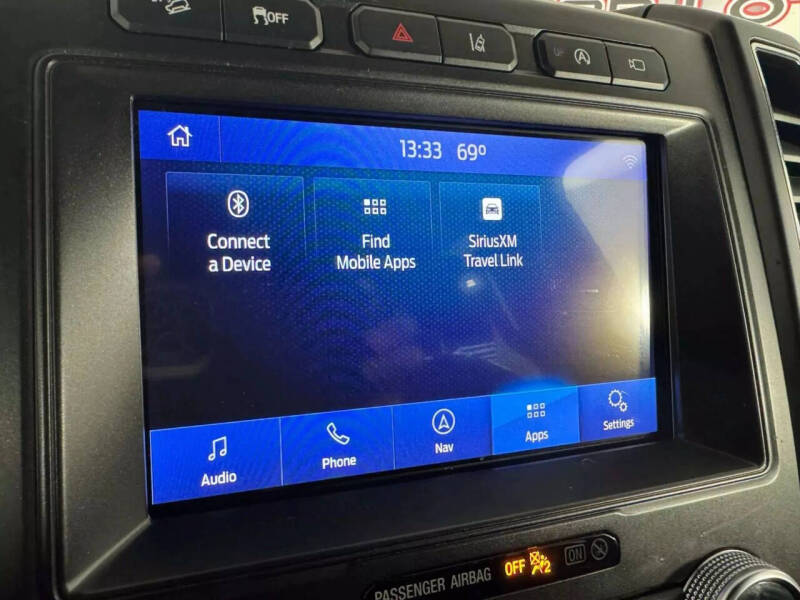 OFF
A
13:33 69º
Connect
a Device
Find
Mobile Apps
SiriusXM
Travel Link
Audio
Phone
Nav
Apps
Settings
PASSENGER AIRBAG OFF 2 ON